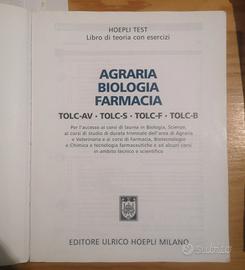 HOEPLI TEST
Libro di teoria con esercizi
AGRARIA
BIOLOGIA
FARMACIA
TOLC-AV • TOLC-S • TOLC-F • TOLC-B
Per l'accesso ai corsi di laurea in Biologia, Scienze,
ai corsi di studio di durata triennale dell'area di Agraria
e Veterinaria e ai corsi di Farmacia, Biotecnologie
e Chimica e tecnologia farmaceutiche e ad alcuni corsi
in ambito tecnico e scientifico
EDITORE ULRICO HOEPLI MILANO
subito